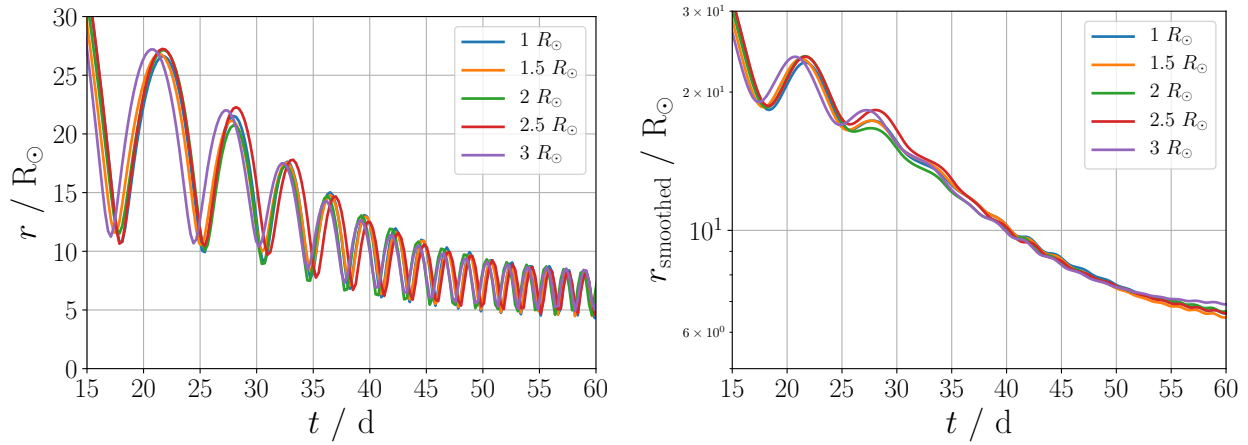 30
25
20
15
10
5
0
r / R⊙
15 20 25 30 35 40 45 50 55 60
t / d
1 R⊙
1.5 R⊙
2 R⊙
2.5 R⊙
3 R⊙
3 × 10¹
2 × 10¹
10¹
6 × 10⁰
r smoothed / R⊙
15 20 25 30 35 40 45 50 55 60
t / d
1 R⊙
1.5 R⊙
2 R⊙
2.5 R⊙
3 R⊙